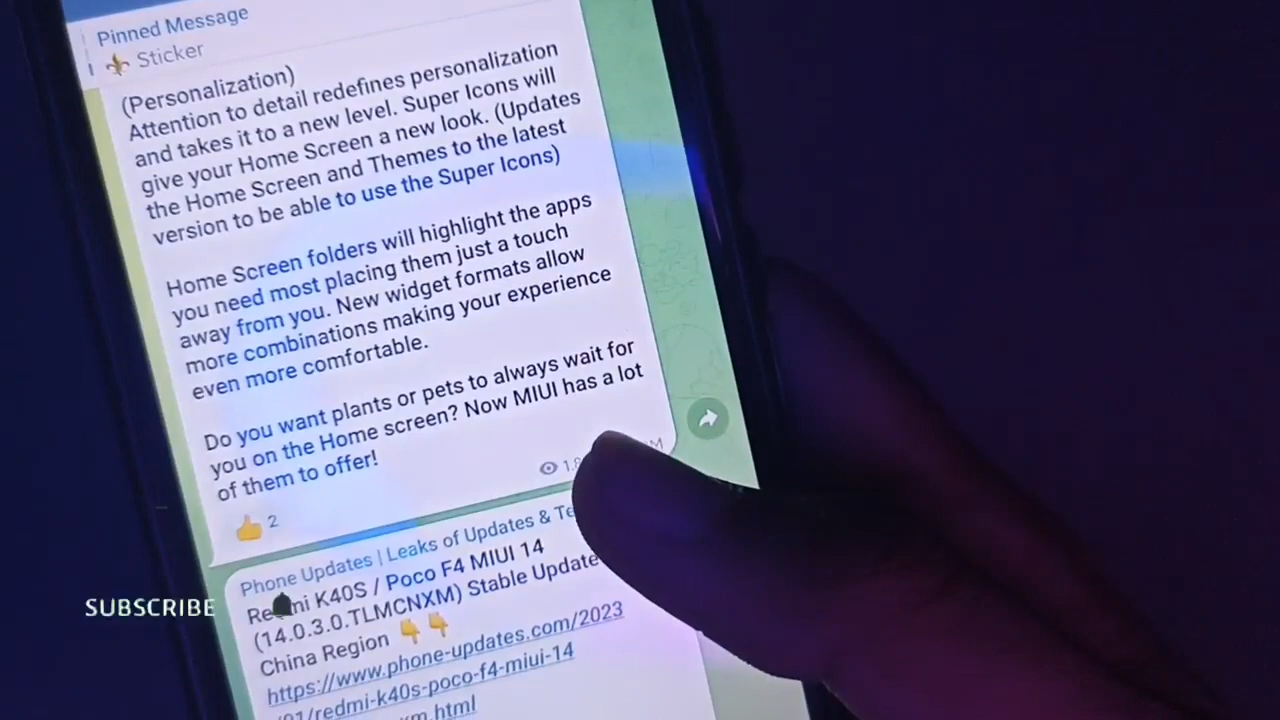 Pinned Message
Sticker
(Personalization)
Attention to detail redefines personalization
and takes it to a new level. Super Icons will
give your Home Screen a new look. (Updates
the Home Screen and Themes to the latest
version to be able to use the Super Icons)
Home Screen folders will highlight the apps
you need most placing them just a touch
away from you. New widget formats allow
more combinations making your experience
even more comfortable.
Do you want plants or pets to always wait for
you on the Home screen? Now MIUI has a lot
of them to offer!
2
Phone Updates | Leaks of Updates &
Redmi K40S / Poco F4 MIUI 14
(14.0.3.0.TLMCNXM) Stable Update
China Region 👇👇
https://www.phone-updates.com/2023
/01/redmi-k40s-poco-f4-miui-14
SUBSCRIBE